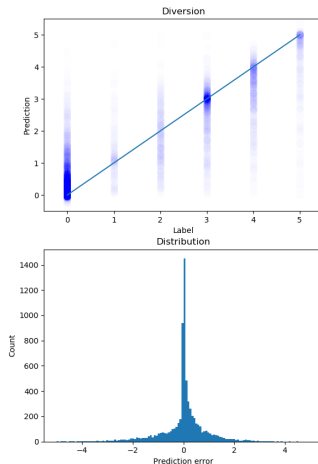 Diversion
5
4
3
2
1
0
Prediction
0 1 2 3 4 5
Label
Distribution
1400
1200
1000
800
600
400
200
0
Count
−4 −2 0 2 4
Prediction error